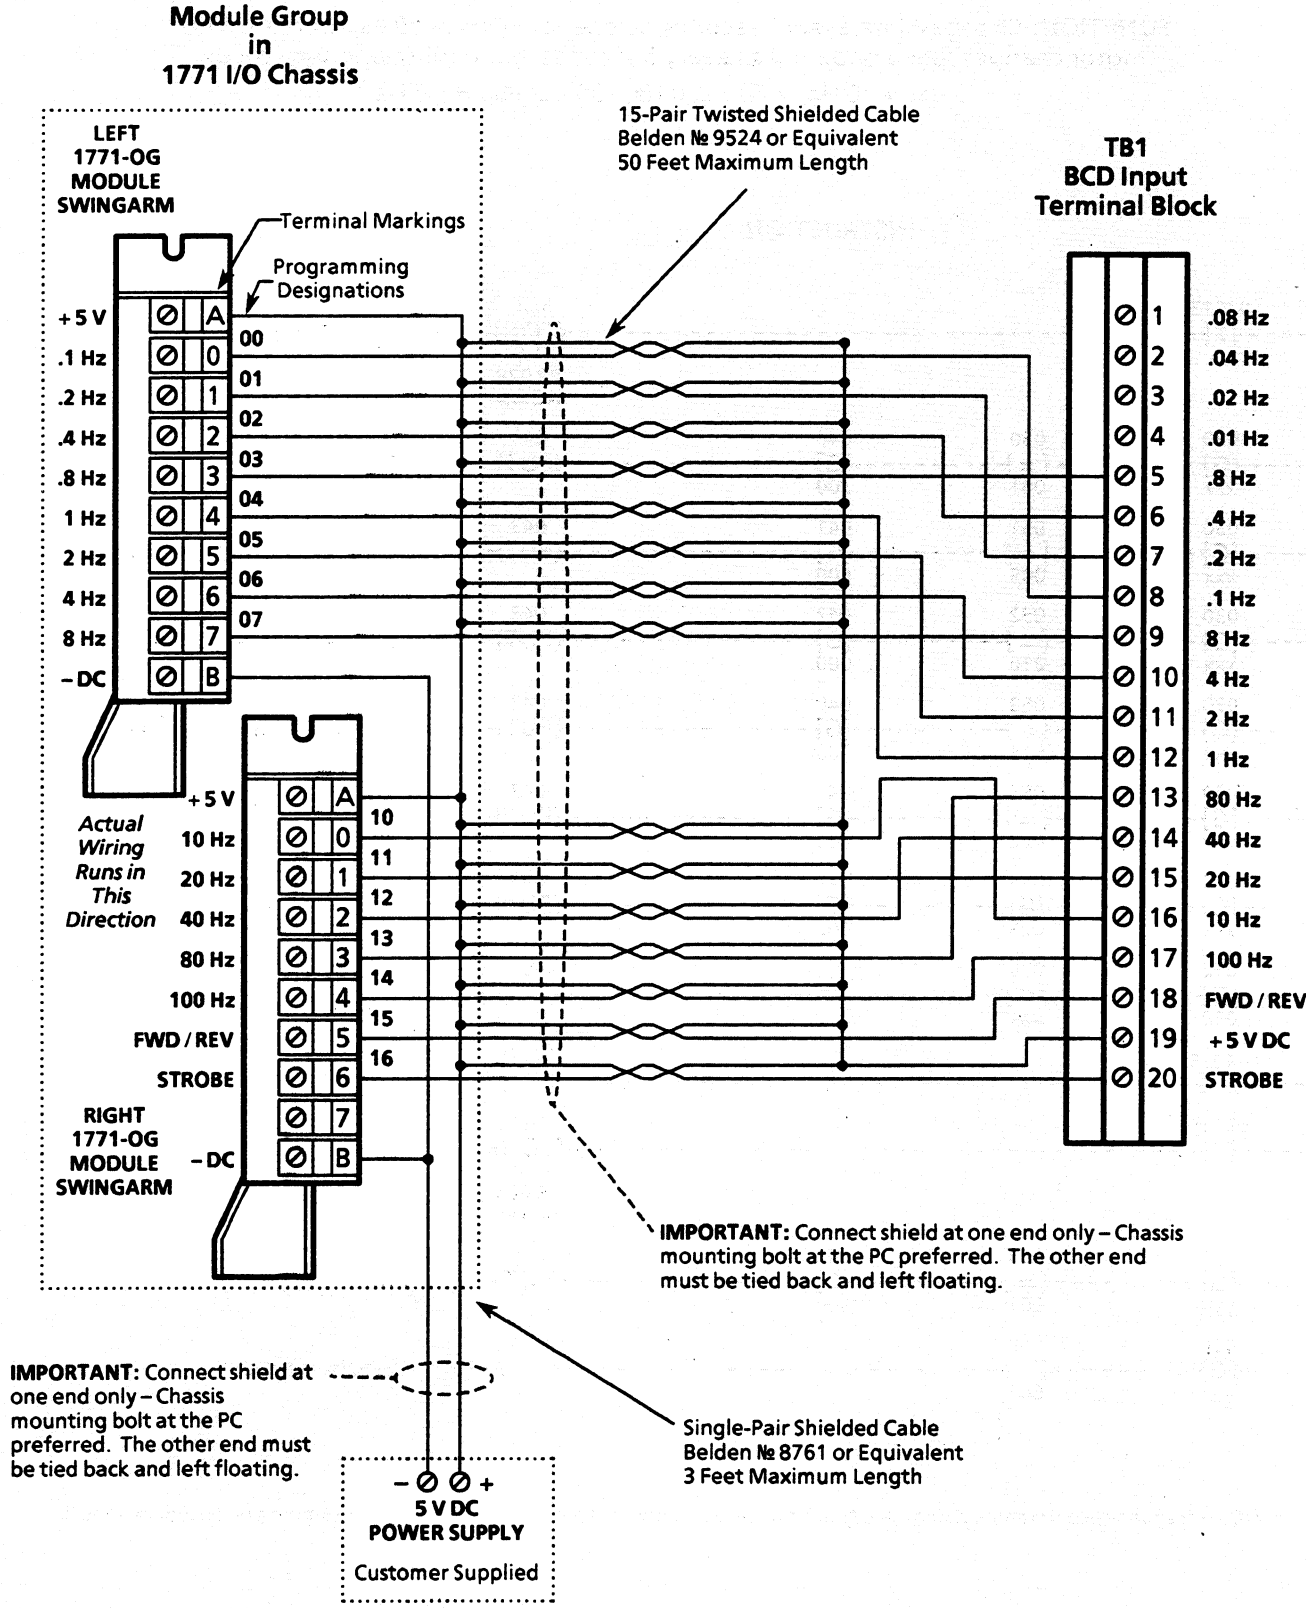 Module Group
in
1771 I/O Chassis
15-Pair Twisted Shielded Cable
Belden № 9524 or Equivalent
50 Feet Maximum Length
LEFT
1771-OG
MODULE
SWINGARM
TB1
BCD Input
Terminal Block
Terminal Markings
Programming
Designations
+5 V A
00
.1 Hz 0
01
.2 Hz 1
02
.4 Hz 2
03
.8 Hz 3
04
1 Hz 4
05
2 Hz 5
06
4 Hz 6
07
8 Hz 7
– DC B
1 .08 Hz
2 .04 Hz
3 .02 Hz
4 .01 Hz
5 .8 Hz
6 .4 Hz
7 .2 Hz
8 .1 Hz
9 8 Hz
10 4 Hz
11 2 Hz
12 1 Hz
13 80 Hz
14 40 Hz
15 20 Hz
16 10 Hz
17 100 Hz
18 FWD / REV
19 + 5 V DC
20 STROBE
Actual
Wiring
Runs in
This
Direction
+5 V A
10
10 Hz 0
11
20 Hz 1
12
40 Hz 2
13
80 Hz 3
14
100 Hz 4
15
FWD / REV 5
16
STROBE 6
7
– DC B
RIGHT
1771-OG
MODULE
SWINGARM
IMPORTANT: Connect shield at one end only – Chassis
mounting bolt at the PC preferred. The other end
must be tied back and left floating.
IMPORTANT: Connect shield at
one end only – Chassis
mounting bolt at the PC
preferred. The other end must
be tied back and left floating.
Single-Pair Shielded Cable
Belden № 8761 or Equivalent
3 Feet Maximum Length
– +
5 V DC
POWER SUPPLY
Customer Supplied